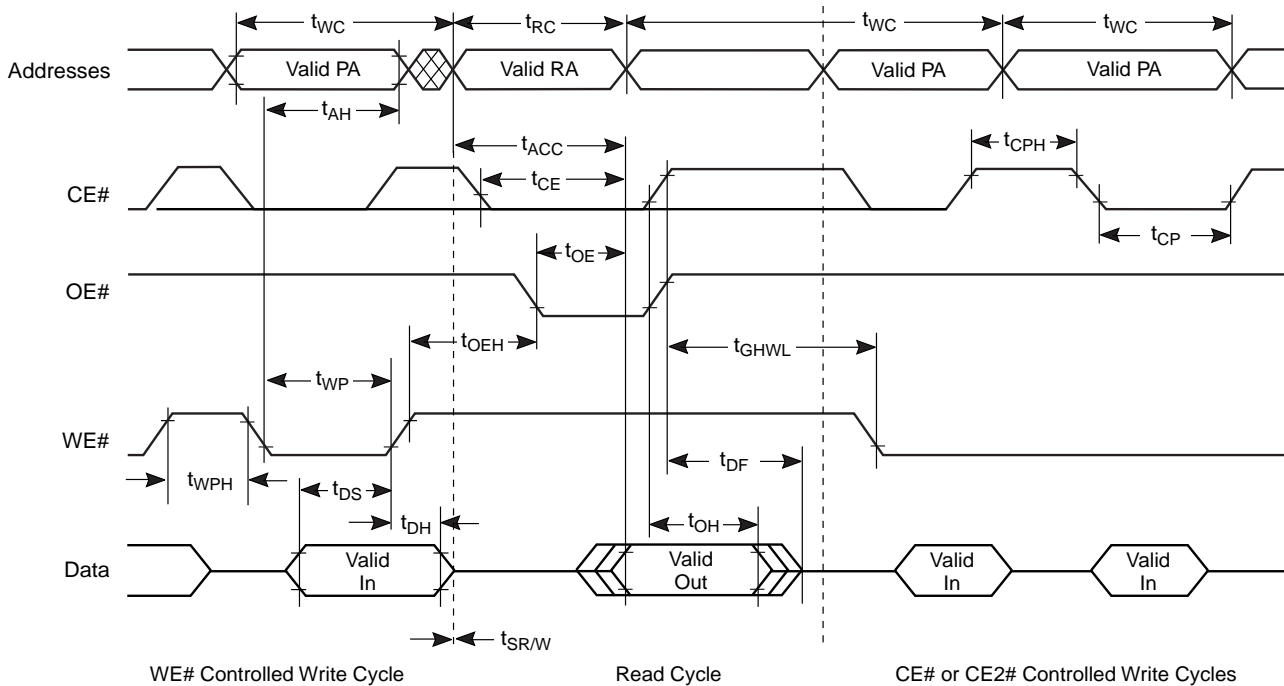 tWC tRC tWC tWC
Addresses Valid PA Valid RA Valid PA Valid PA
tAH
tACC tCPH
CE# tCE
tOE tCP
OE#
tOEH tGHWL
tWP
WE#
tWPH tDS tDF
tDH tOH
Data Valid In Valid Out Valid In Valid In
tSR/W
WE# Controlled Write Cycle Read Cycle CE# or CE2# Controlled Write Cycles